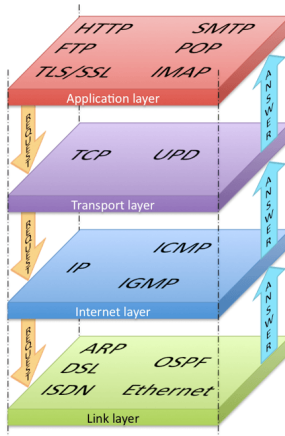 HTTP SMTP
FTP POP
TLS/SSL IMAP
Application layer
REQUEST
ANSWER
TCP UPD
Transport layer
REQUEST
ANSWER
ICMP
IP
IGMP
Internet layer
REQUEST
ANSWER
ARP
OSPF
DSL
ISDN Ethernet
Link layer